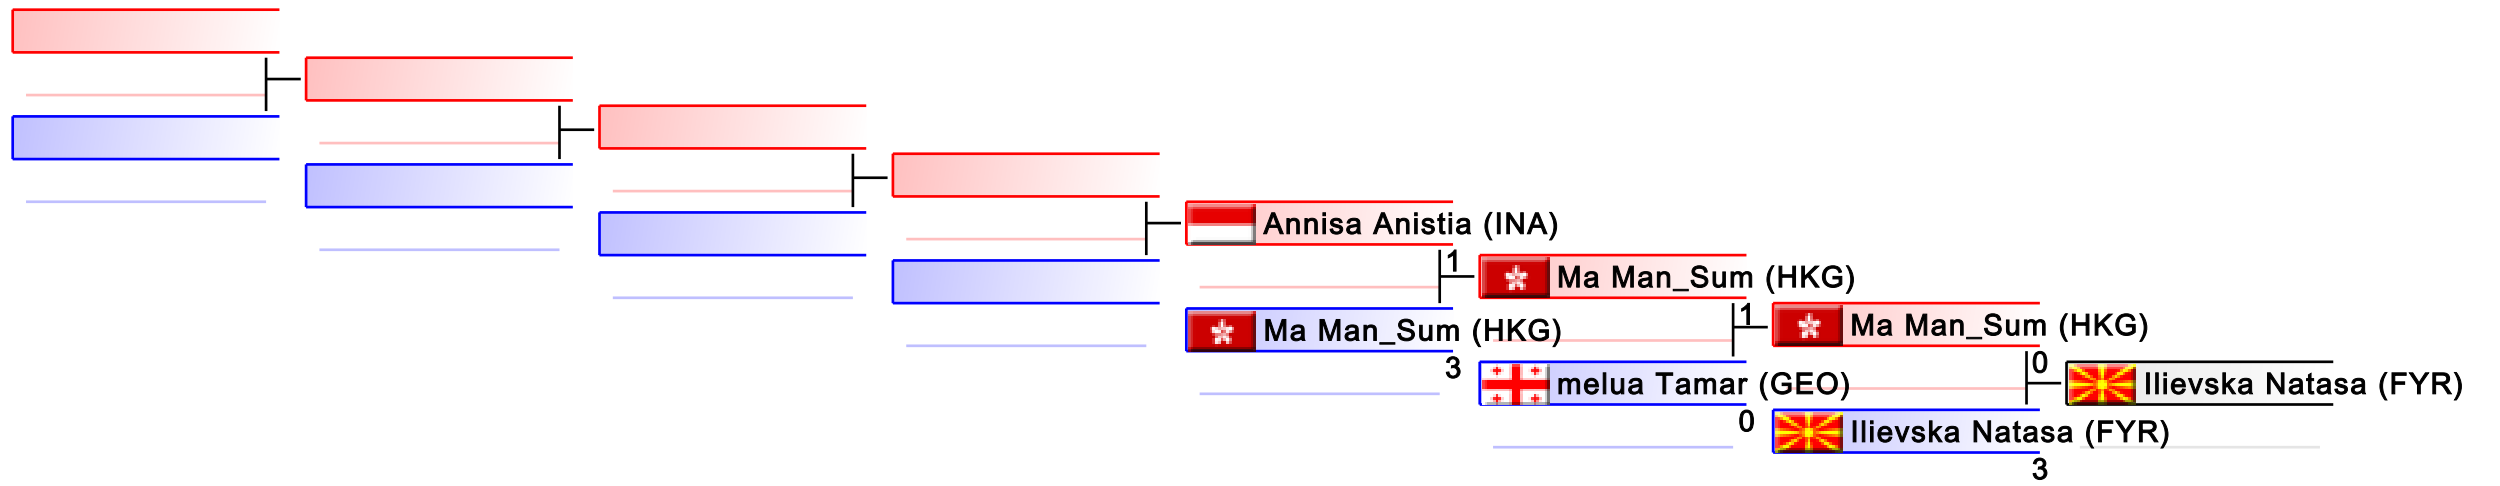 Annisa Anistia (INA)
1
Ma Man_Sum (HKG)
3
Ma Man_Sum (HKG)
1
melua Tamar (GEO)
0
Ma Man_Sum (HKG)
0
Ilievska Natasa (FYR)
3
Ilievska Natasa (FYR)